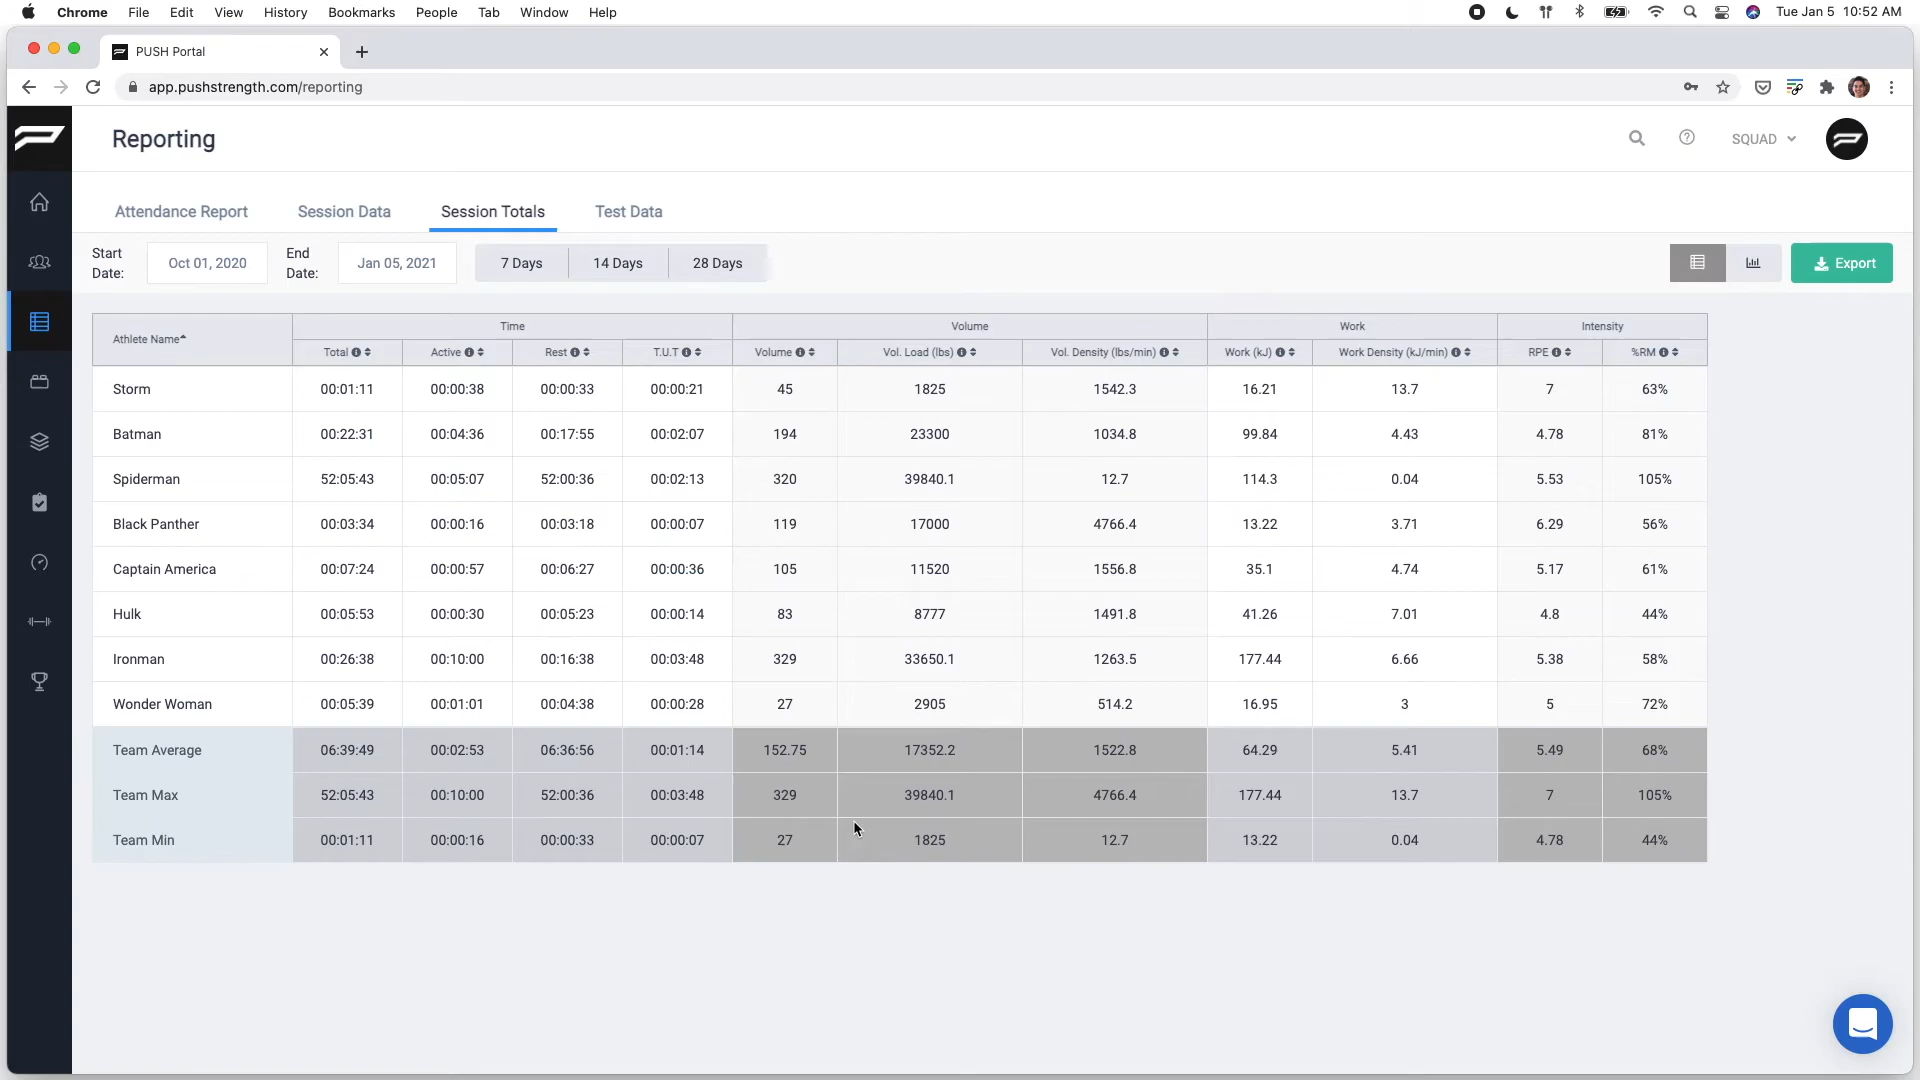 Chrome File Edit View History Bookmarks People Tab Window Help Tue Jan 5 10:52 AM
PUSH Portal
app.pushstrength.com/reporting
Reporting
SQUAD
Attendance Report Session Data Session Totals Test Data
Start Date: Oct 01, 2020 End Date: Jan 05, 2021 7 Days 14 Days 28 Days Export
Athlete Name Time Volume Work Intensity
Total Active Rest T.U.T Volume Vol. Load (lbs) Vol. Density (lbs/min) Work (kJ) Work Density (kJ/min) RPE %RM
Storm 00:01:11 00:00:38 00:00:33 00:00:21 45 1825 1542.3 16.21 13.7 7 63%
Batman 00:22:31 00:04:36 00:17:55 00:02:07 194 23300 1034.8 99.84 4.43 4.78 81%
Spiderman 52:05:43 00:05:07 52:00:36 00:02:13 320 39840.1 12.7 114.3 0.04 5.53 105%
Black Panther 00:03:34 00:00:16 00:03:18 00:00:07 119 17000 4766.4 13.22 3.71 6.29 56%
Captain America 00:07:24 00:00:57 00:06:27 00:00:36 105 11520 1556.8 35.1 4.74 5.17 61%
Hulk 00:05:53 00:00:30 00:05:23 00:00:14 83 8777 1491.8 41.26 7.01 4.8 44%
Ironman 00:26:38 00:10:00 00:16:38 00:03:48 329 33650.1 1263.5 177.44 6.66 5.38 58%
Wonder Woman 00:05:39 00:01:01 00:04:38 00:00:28 27 2905 514.2 16.95 3 5 72%
Team Average 06:39:49 00:02:53 06:36:56 00:01:14 152.75 17352.2 1522.8 64.29 5.41 5.49 68%
Team Max 52:05:43 00:10:00 52:00:36 00:03:48 329 39840.1 4766.4 177.44 13.7 7 105%
Team Min 00:01:11 00:00:16 00:00:33 00:00:07 27 1825 12.7 13.22 0.04 4.78 44%